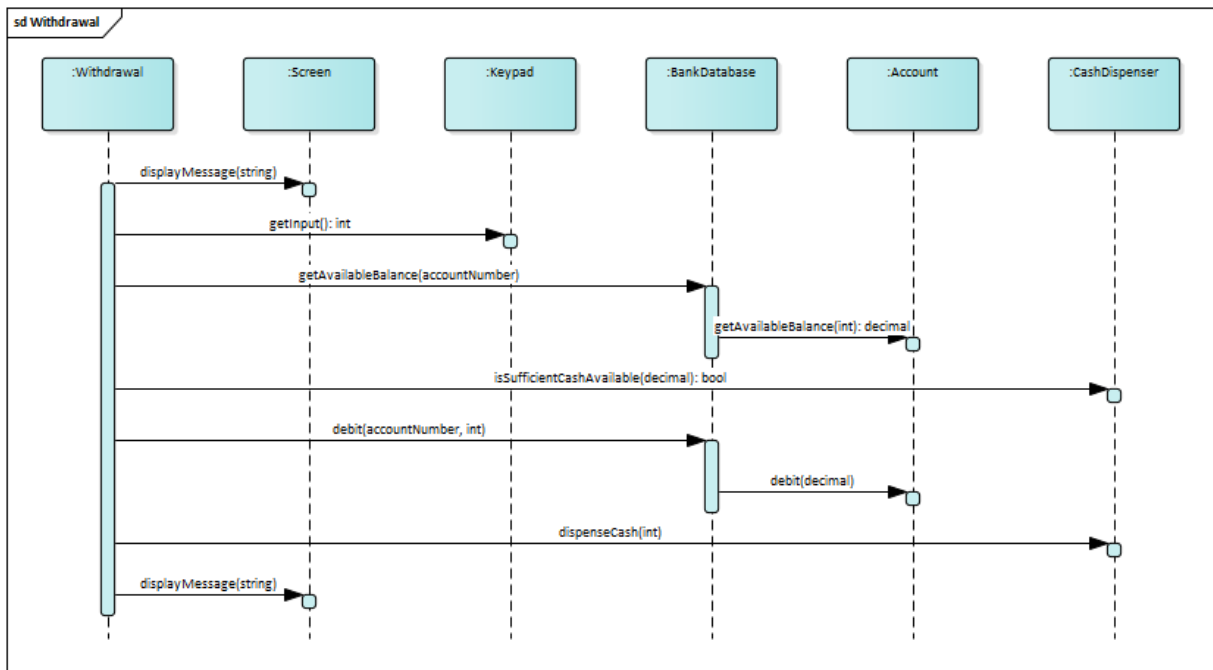 sd Withdrawal
:Withdrawal
:Screen
:Keypad
:BankDatabase
:Account
:CashDispenser
displayMessage(string)
getInput(): int
getAvailableBalance(accountNumber)
getAvailableBalance(int): decimal
isSufficientCashAvailable(decimal): bool
debit(accountNumber, int)
debit(decimal)
dispenseCash(int)
displayMessage(string)